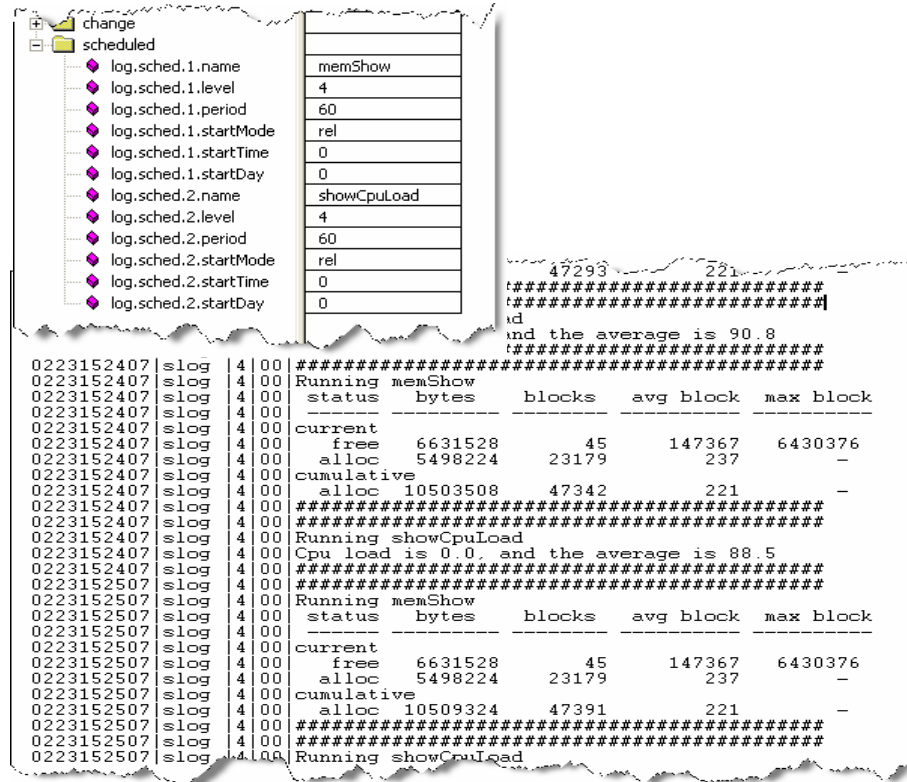 change
scheduled
log.sched.1.name memShow
log.sched.1.level 4
log.sched.1.period 60
log.sched.1.startMode rel
log.sched.1.startTime 0
log.sched.1.startDay 0
log.sched.2.name showCpuLoad
log.sched.2.level 4
log.sched.2.period 60
log.sched.2.startMode rel
log.sched.2.startTime 0
log.sched.2.startDay 0
47293 221 -
############################
############################
ad
and the average is 90.8
############################
0223152407|slog |4|00|############################################
0223152407|slog |4|00|Running memShow
0223152407|slog |4|00| status bytes blocks avg block max block
0223152407|slog |4|00| ------ --------- -------- ---------- ----------
0223152407|slog |4|00|current
0223152407|slog |4|00| free 6631528 45 147367 6430376
0223152407|slog |4|00| alloc 5498224 23179 237 -
0223152407|slog |4|00|cumulative
0223152407|slog |4|00| alloc 10503508 47342 221 -
0223152407|slog |4|00|############################################
0223152407|slog |4|00|############################################
0223152407|slog |4|00|Running showCpuLoad
0223152407|slog |4|00|Cpu load is 0.0, and the average is 88.5
0223152407|slog |4|00|############################################
0223152507|slog |4|00|############################################
0223152507|slog |4|00|Running memShow
0223152507|slog |4|00| status bytes blocks avg block max block
0223152507|slog |4|00| ------ --------- -------- ---------- ----------
0223152507|slog |4|00|current
0223152507|slog |4|00| free 6631528 45 147367 6430376
0223152507|slog |4|00| alloc 5498224 23179 237 -
0223152507|slog |4|00|cumulative
0223152507|slog |4|00| alloc 10509324 47391 221 -
0223152507|slog |4|00|############################################
0223152507|slog |4|00|############################################
0223152507|slog |4|00|Running showCpuLoad